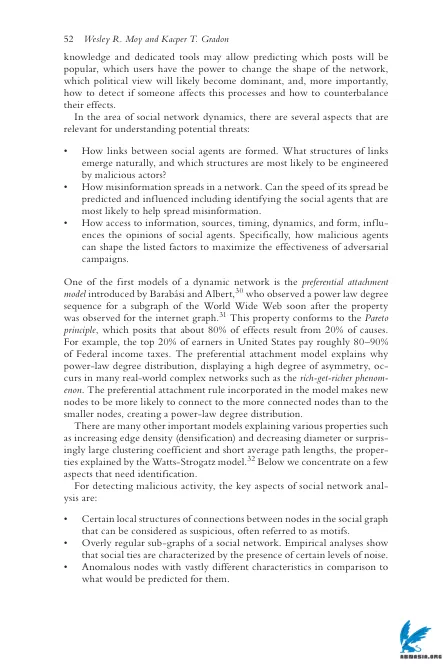 52 Wesley R. Moy and Kacper T. Gradon
knowledge and dedicated tools may allow predicting which posts will be
popular, which users have the power to change the shape of the network,
which political view will likely become dominant, and, more importantly,
how to detect if someone affects this processes and how to counterbalance
their effects.
In the area of social network dynamics, there are several aspects that are
relevant for understanding potential threats:
• How links between social agents are formed. What structures of links
emerge naturally, and which structures are most likely to be engineered
by malicious actors?
• How misinformation spreads in a network. Can the speed of its spread be
predicted and influenced including identifying the social agents that are
most likely to help spread misinformation.
• How access to information, sources, timing, dynamics, and form, influ-
ences the opinions of social agents. Specifically, how malicious agents
can shape the listed factors to maximize the effectiveness of adversarial
campaigns.
One of the first models of a dynamic network is the preferential attachment
model introduced by Barabási and Albert,30 who observed a power law degree
sequence for a subgraph of the World Wide Web soon after the property
was observed for the internet graph.31 This property conforms to the Pareto
principle, which posits that about 80% of effects result from 20% of causes.
For example, the top 20% of earners in United States pay roughly 80–90%
of Federal income taxes. The preferential attachment model explains why
power-law degree distribution, displaying a high degree of asymmetry, oc-
curs in many real-world complex networks such as the rich-get-richer phenom-
enon. The preferential attachment rule incorporated in the model makes new
nodes to be more likely to connect to the more connected nodes than to the
smaller nodes, creating a power-law degree distribution.
There are many other important models explaining various properties such
as increasing edge density (densification) and decreasing diameter or surpris-
ingly large clustering coefficient and short average path lengths, the proper-
ties explained by the Watts-Strogatz model.32 Below we concentrate on a few
aspects that need identification.
For detecting malicious activity, the key aspects of social network anal-
ysis are:
• Certain local structures of connections between nodes in the social graph
that can be considered as suspicious, often referred to as motifs.
• Overly regular sub-graphs of a social network. Empirical analyses show
that social ties are characterized by the presence of certain levels of noise.
• Anomalous nodes with vastly different characteristics in comparison to
what would be predicted for them.